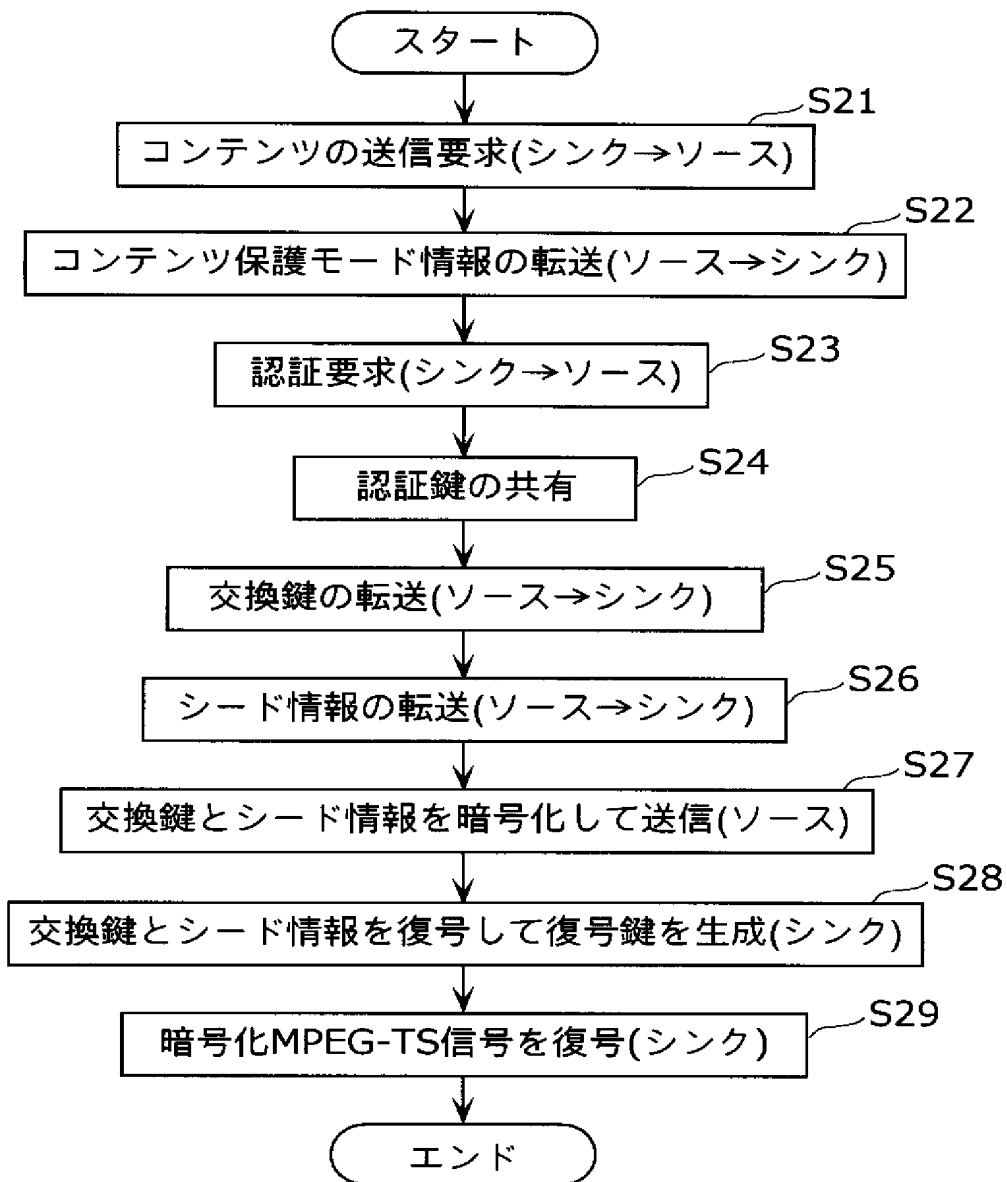 スタート
S21
コンテンツの送信要求(シンク→ソース)
S22
コンテンツ保護モード情報の転送(ソース→シンク)
S23
認証要求(シンク→ソース)
S24
認証鍵の共有
S25
交換鍵の転送(ソース→シンク)
S26
シード情報の転送(ソース→シンク)
S27
交換鍵とシード情報を暗号化して送信(ソース)
S28
交換鍵とシード情報を復号して復号鍵を生成(シンク)
S29
暗号化MPEG-TS信号を復号(シンク)
エンド